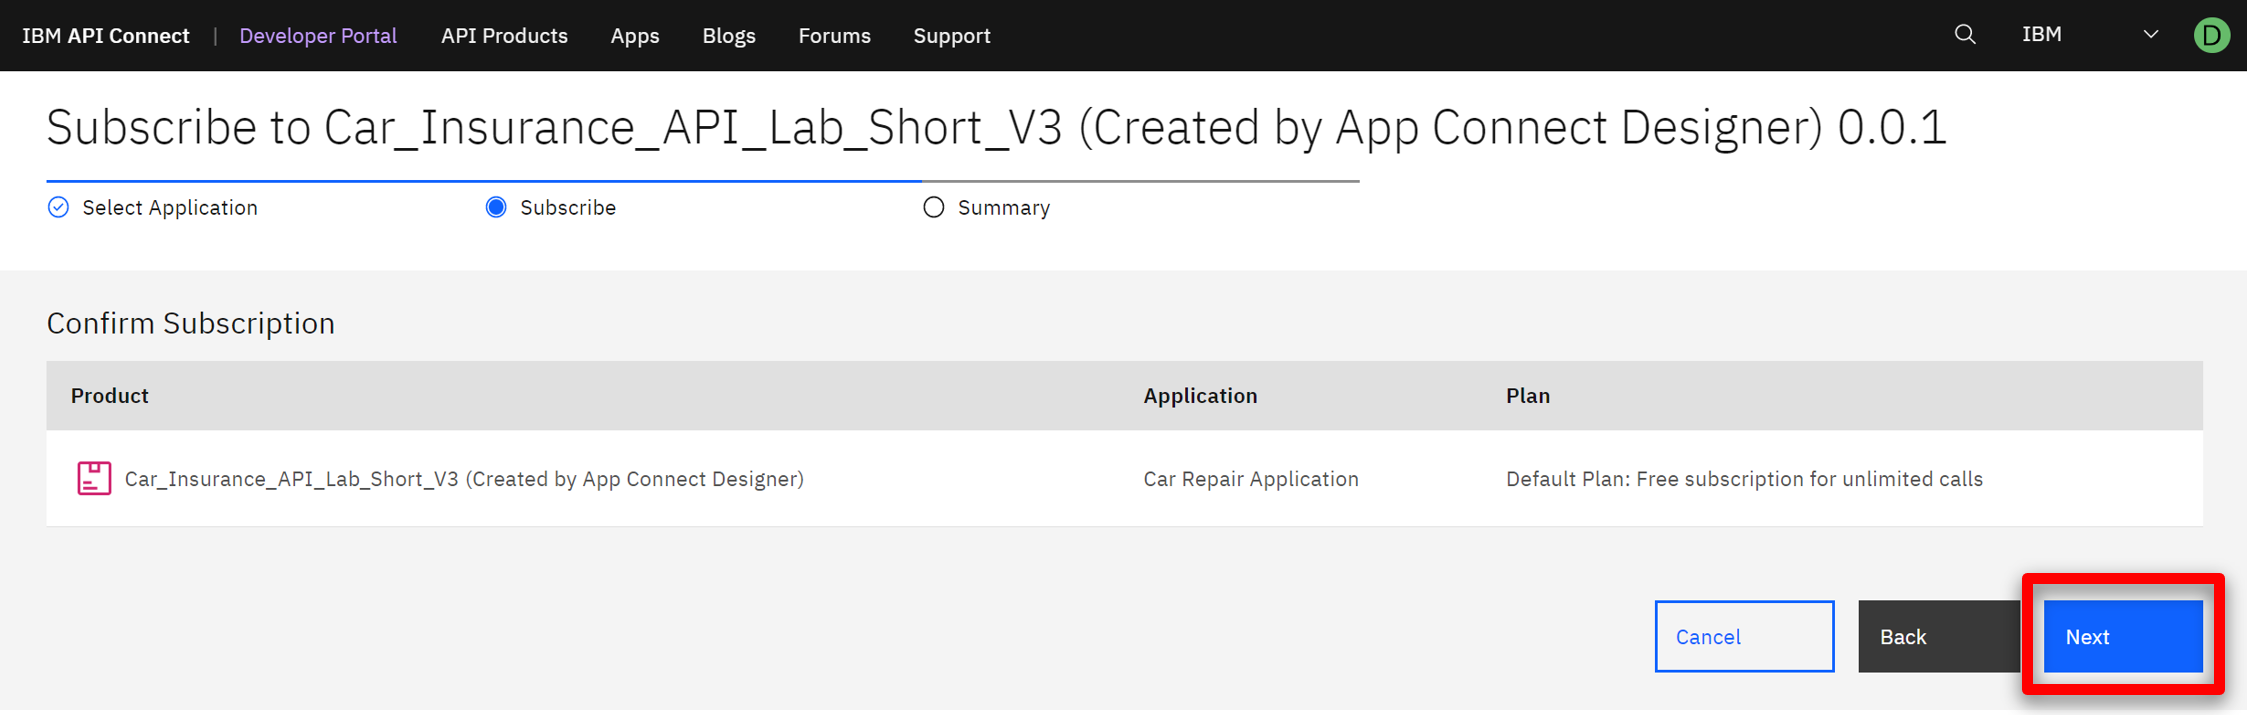 IBM API Connect | Developer Portal API Products Apps Blogs Forums Support IBM D
Subscribe to Car_Insurance_API_Lab_Short_V3 (Created by App Connect Designer) 0.0.1
Select Application Subscribe Summary
Confirm Subscription
Product Application Plan
Car_Insurance_API_Lab_Short_V3 (Created by App Connect Designer) Car Repair Application Default Plan: Free subscription for unlimited calls
Cancel Back Next